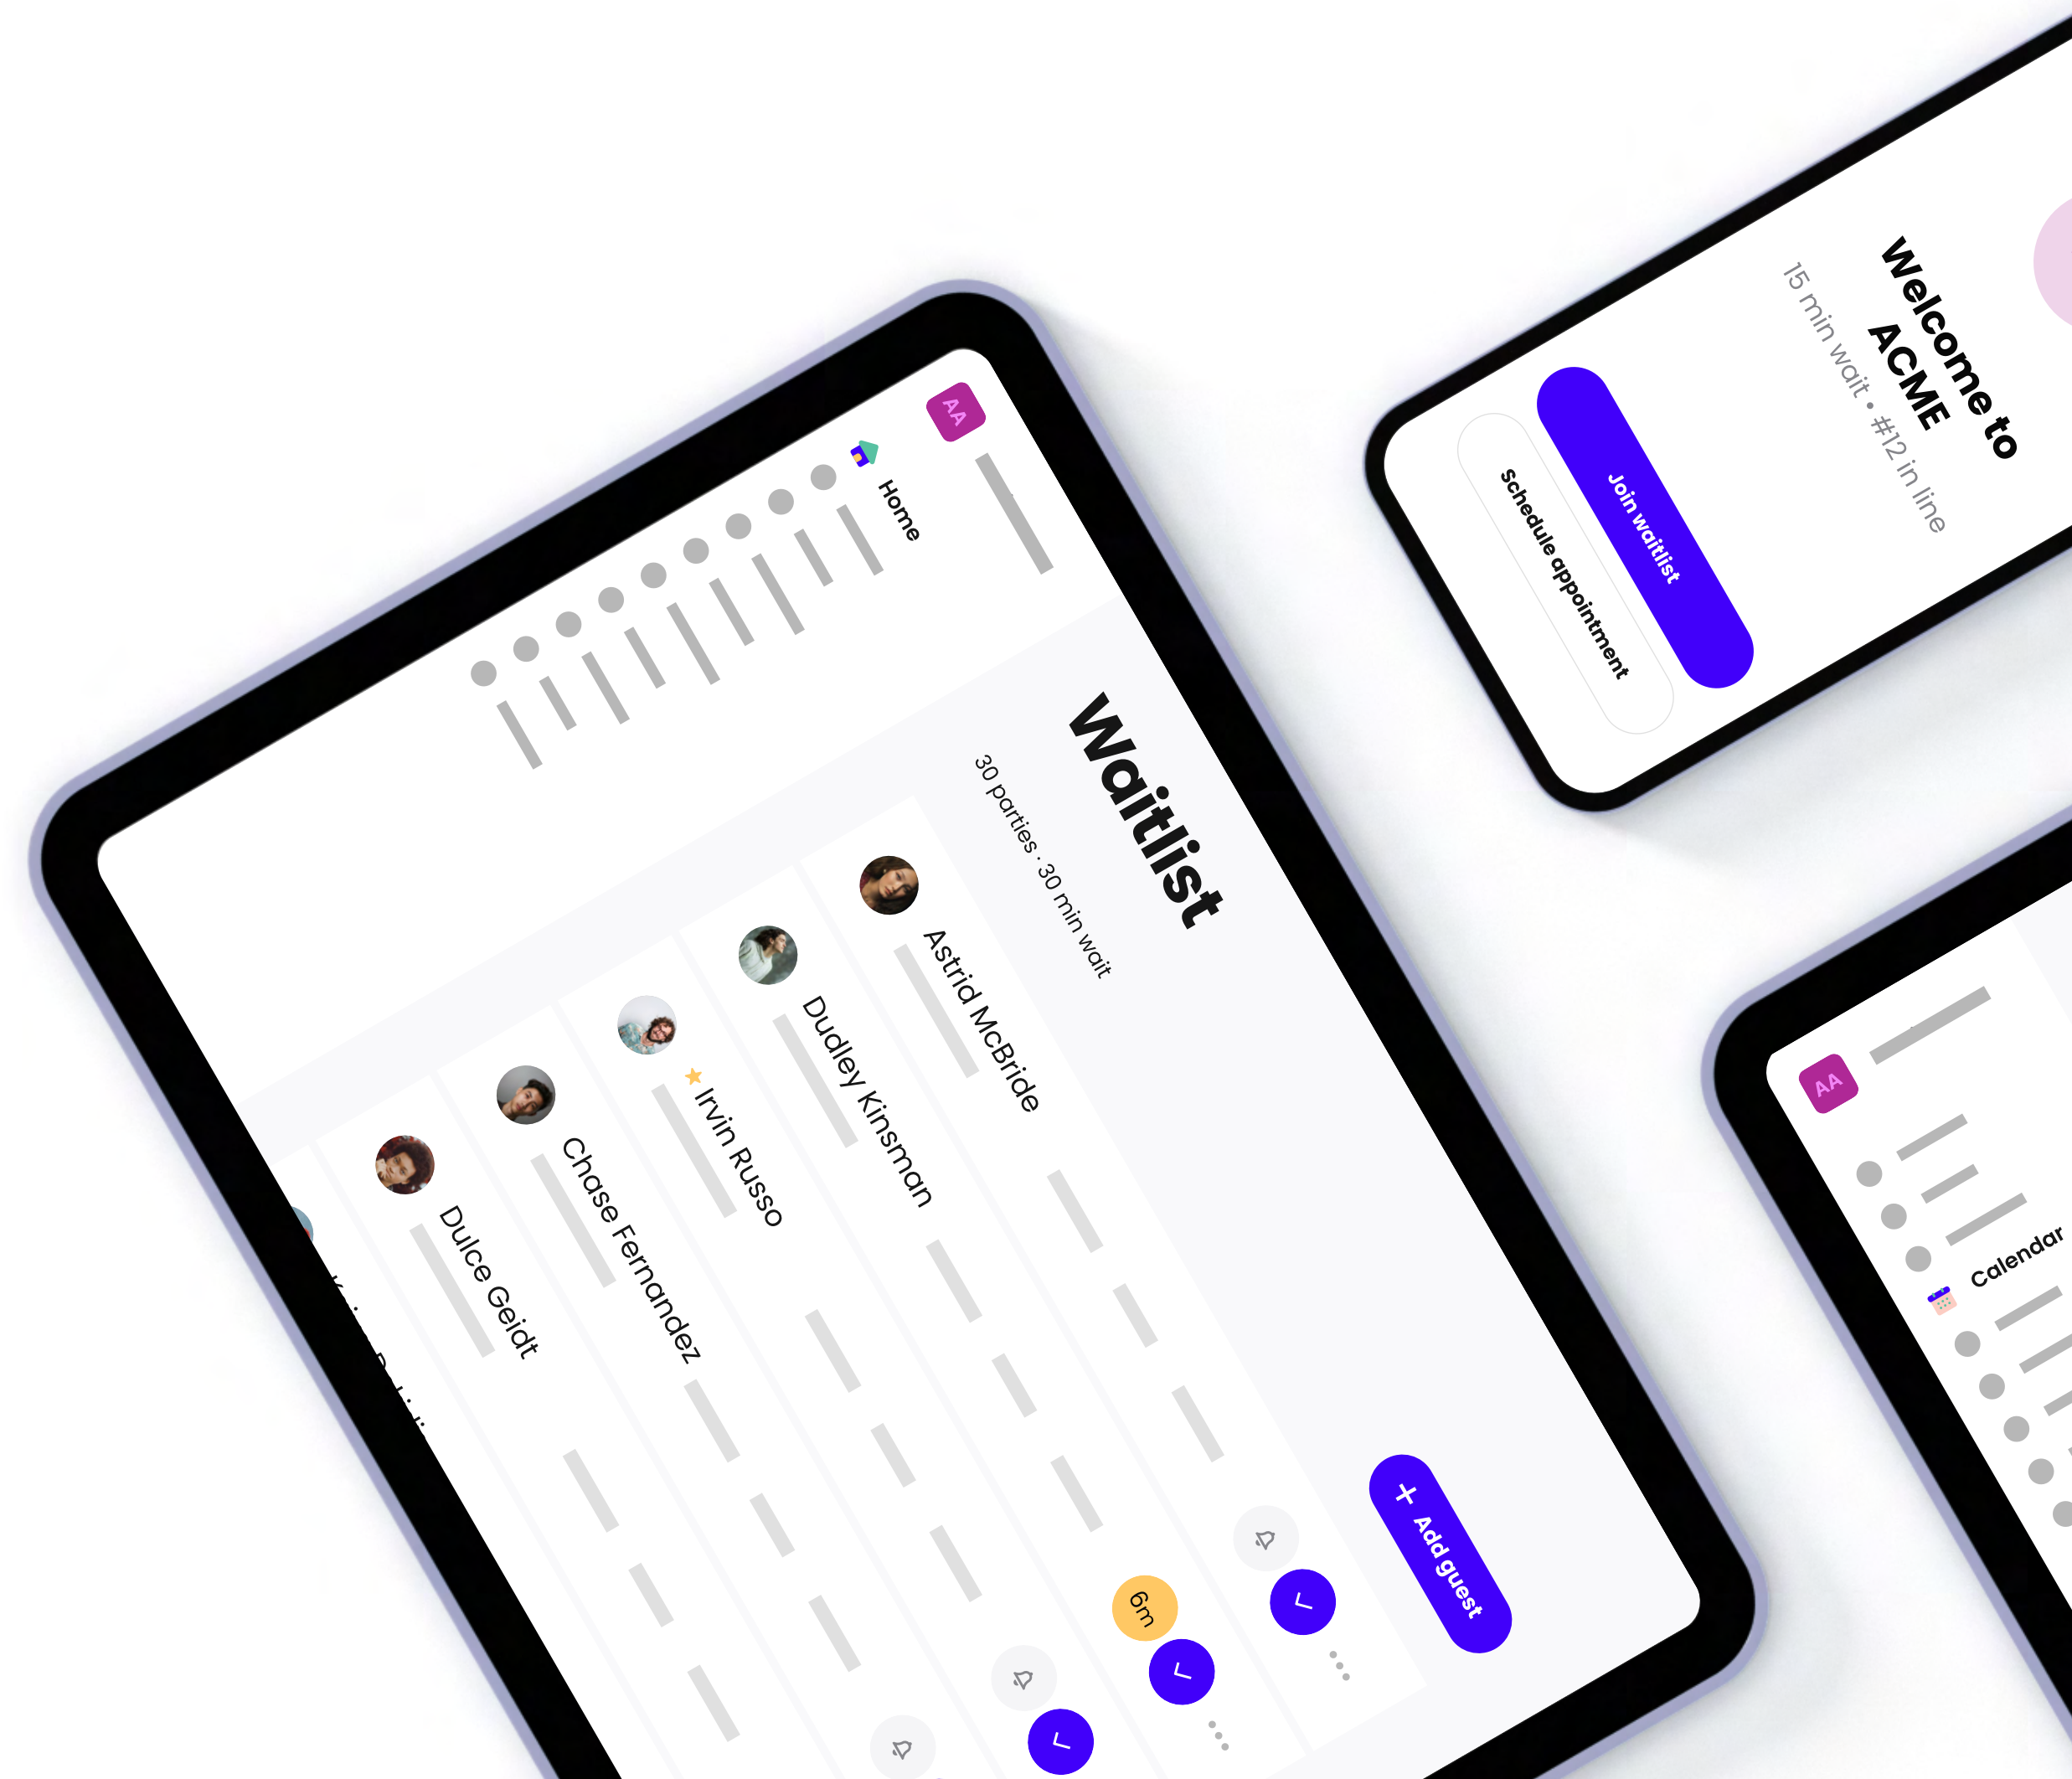 AA
Home
Waitlist
30 parties · 30 min wait
+ Add guest
Astrid McBride
Dudley Kinsman
6m
Irvin Russo
Chase Fernandez
Dulce Geidt
Welcome to
ACME
15 min wait • #12 in line
Join waitlist
Schedule appointment
AA
Calendar